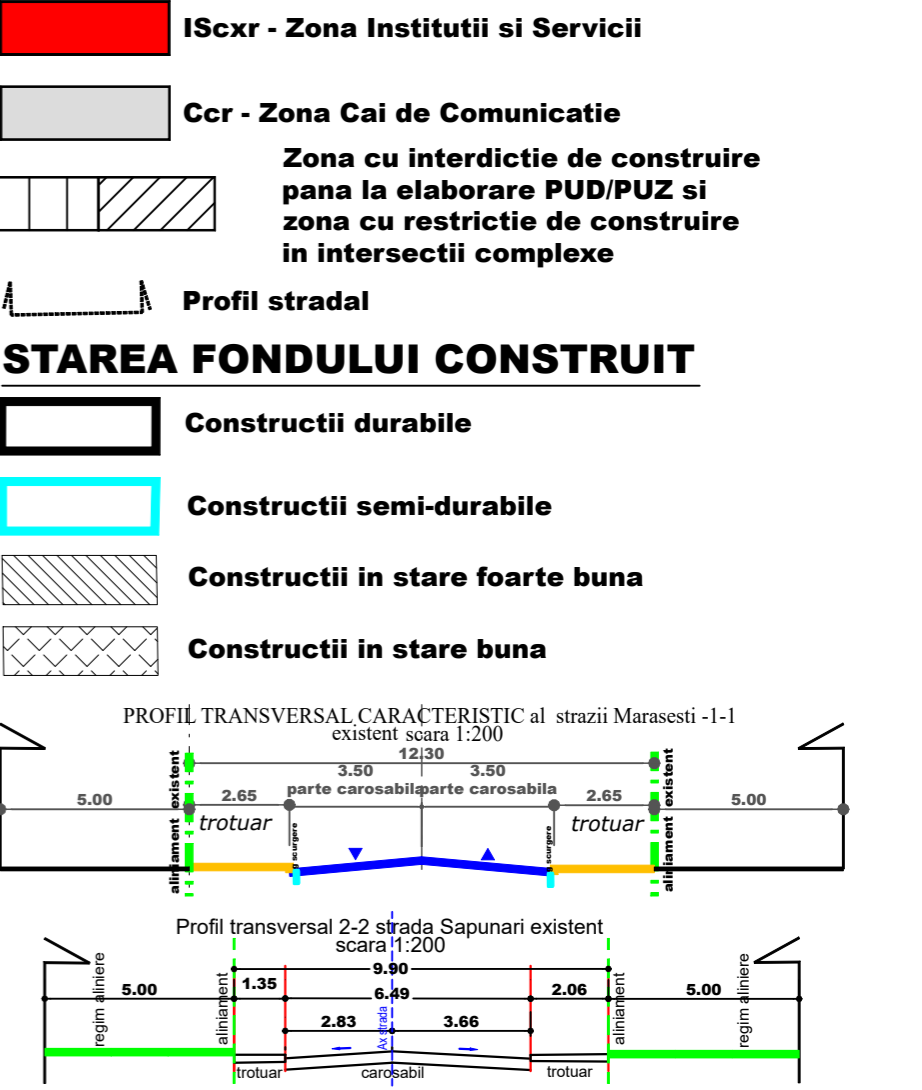 IScxr - Zona Institutii si Servicii
Ccr - Zona Cai de Comunicatie
Zona cu interdictie de construire
pana la elaborare PUD/PUZ si
zona cu restrictie de construire
in intersectii complexe
Profil stradal
STAREA FONDULUI CONSTRUIT
Constructii durabile
Constructii semi-durabile
Constructii in stare foarte buna
Constructii in stare buna
PROFIL TRANSVERSAL CARACTERISTIC al strazii Marasesti -1-1
existent scara 1:200
12.30
3.50 3.50
parte carosabila parte carosabila
5.00 2.65 2.65 5.00
trotuar trotuar
aliniament existent
scurgere
scurgere
aliniament existent
Profil transversal 2-2 strada Sapunari existent
scara 1:200
9.90
5.00 1.35 6.49 2.06 5.00
2.83 3.66
regim aliniere
aliniament
Ax strada
aliniament
regim aliniere
trotuar carosabil trotuar